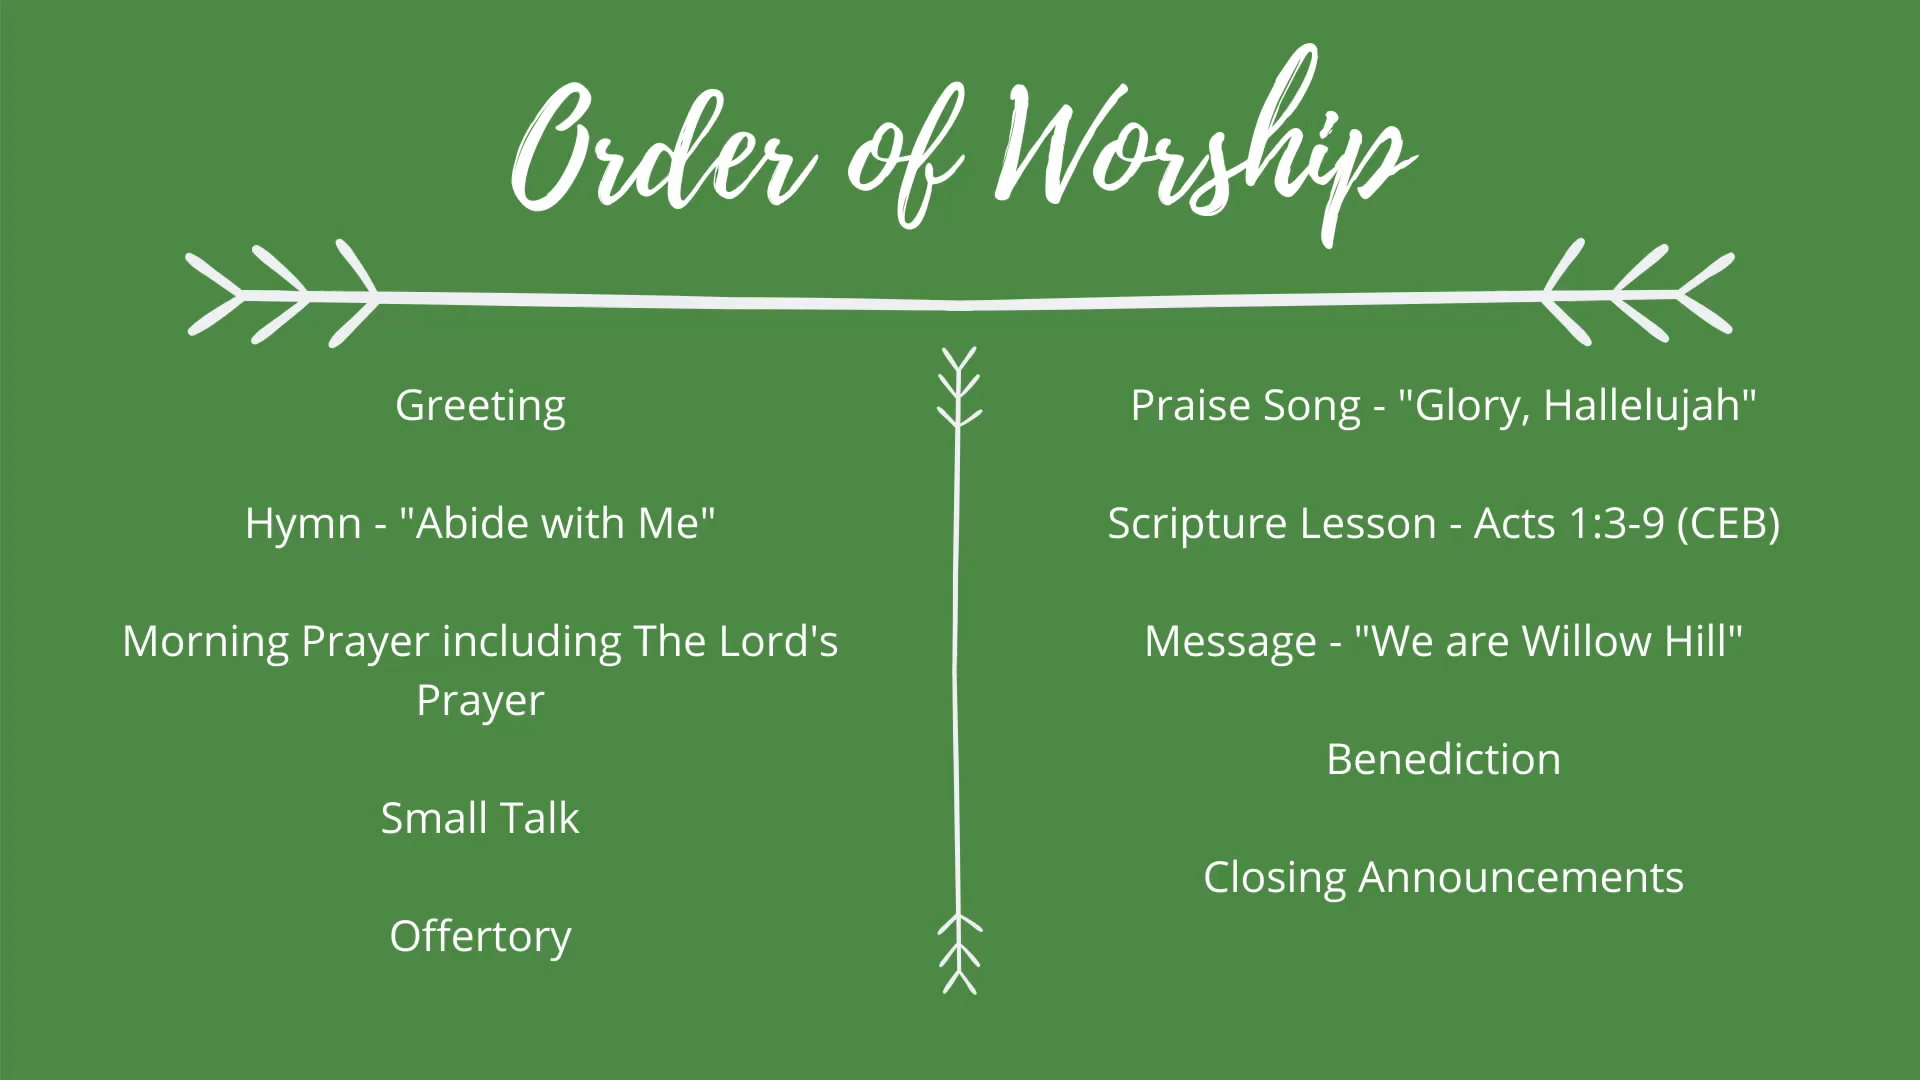 Order of Worship
Greeting
Hymn - "Abide with Me"
Morning Prayer including The Lord's
Prayer
Small Talk
Offertory
Praise Song - "Glory, Hallelujah"
Scripture Lesson - Acts 1:3-9 (CEB)
Message - "We are Willow Hill"
Benediction
Closing Announcements